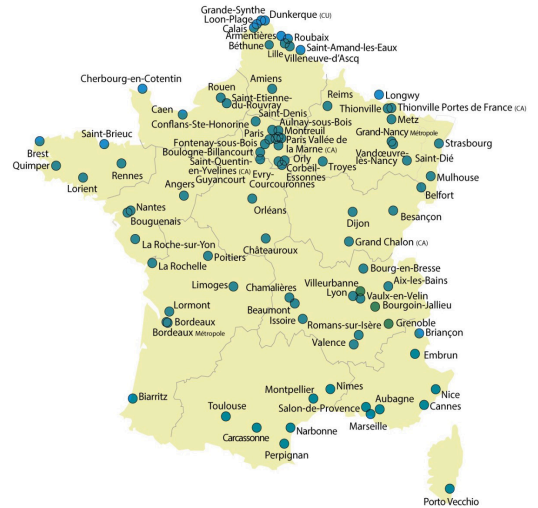 Grande-Synthe
Dunkerque (CU)
Loon-Plage
Calais
Armentières
Roubaix
Béthune
Lille
Saint-Amand-les-Eaux
Villeneuve-d'Ascq
Cherbourg-en-Cotentin
Amiens
Rouen
Reims
Longwy
Saint-Etienne-
du-Rouvray
Thionville
Thionville Portes de France (CA)
Caen
Saint-Denis
Metz
Conflans-Ste-Honorine
Aulnay-sous-Bois
Paris
Montreuil
Grand-Nancy Métropole
Saint-Brieuc
Fontenay-sous-Bois
Paris Vallée de
la Marne (CA)
Strasbourg
Brest
Boulogne-Billancourt
Vandœuvre-
lès-Nancy
Saint-Dié
Quimper
Rennes
Saint-Quentin
en-Yvelines (CA)
Orly
Troyes
Guyancourt
Evry-
Courcouronnes
Corbeil-
Essonnes
Mulhouse
Lorient
Angers
Belfort
Nantes
Orléans
Besançon
Bouguenais
Dijon
La Roche-sur-Yon
Châteauroux
Grand Chalon (CA)
Poitiers
La Rochelle
Bourg-en-Bresse
Limoges
Chamalières
Villeurbanne
Aix-les-Bains
Lyon
Vaulx-en-Velin
Lormont
Beaumont
Bourgoin-Jallieu
Bordeaux
Issoire
Romans-sur-Isère
Grenoble
Bordeaux Métropole
Briançon
Valence
Embrun
Biarritz
Montpellier
Nîmes
Nice
Toulouse
Salon-de-Provence
Aubagne
Cannes
Carcassonne
Narbonne
Marseille
Perpignan
Porto Vecchio